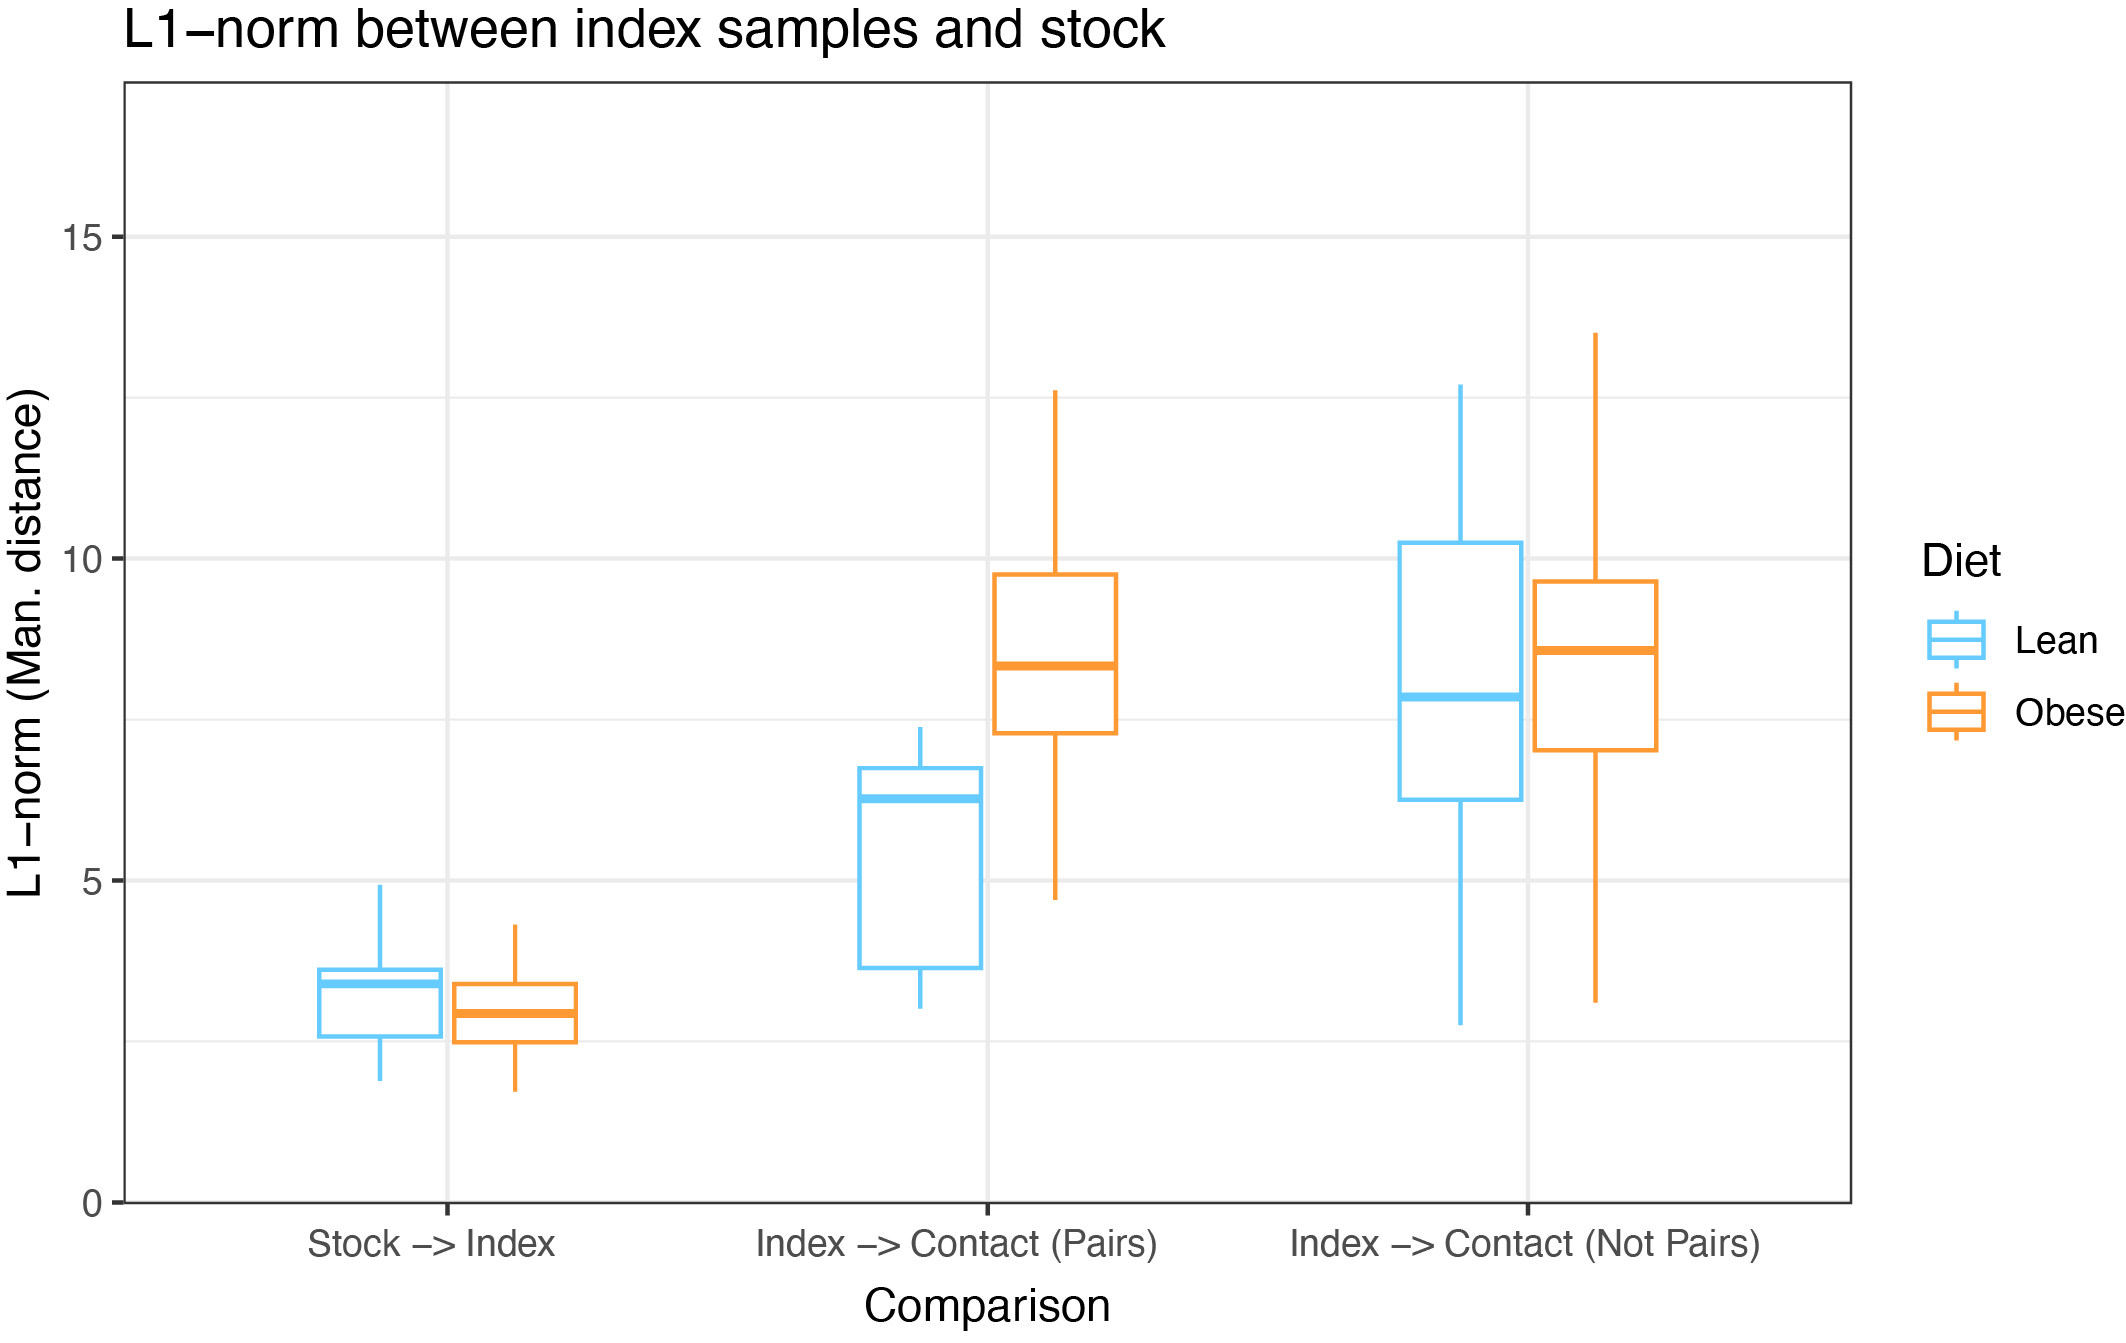 L1−norm between index samples and stock
L1−norm (Man. distance)
15
10
5
0
Stock −> Index
Index −> Contact (Pairs)
Index −> Contact (Not Pairs)
Comparison
Diet
Lean
Obese